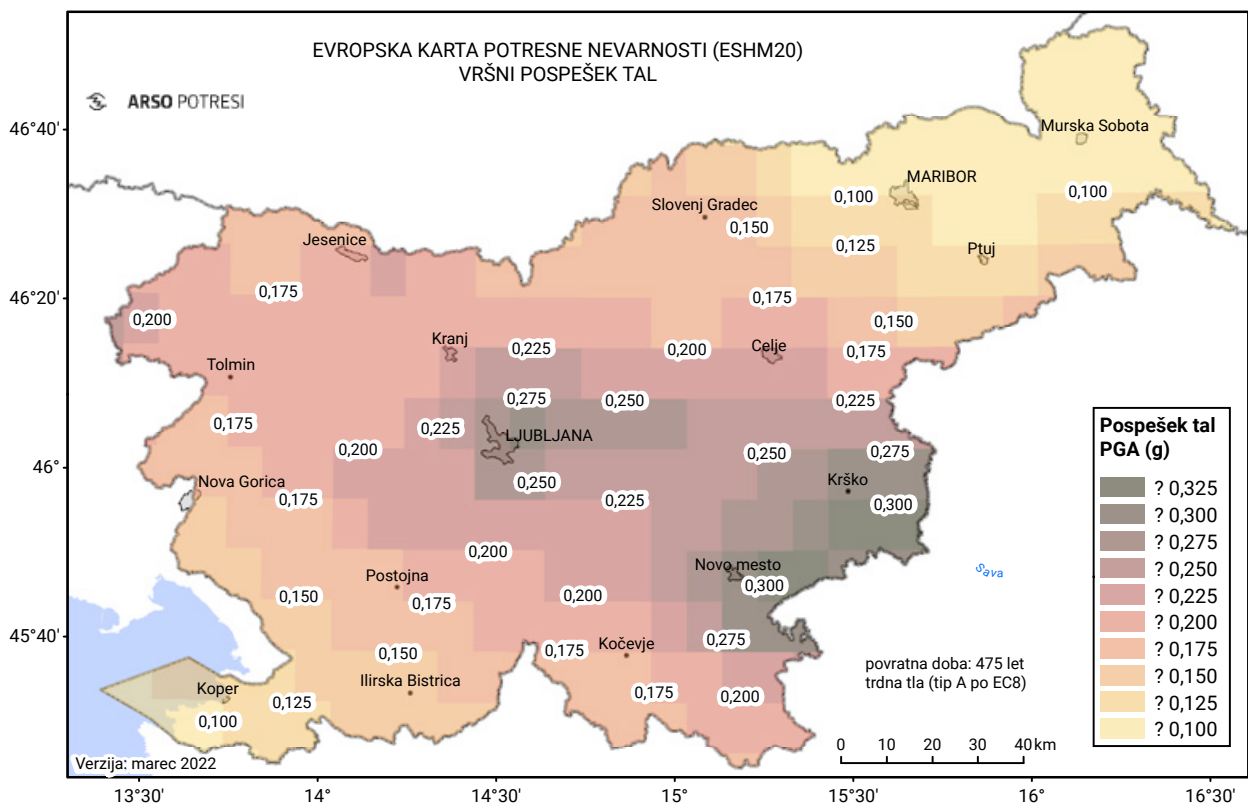 EVROPSKA KARTA POTRESNE NEVARNOSTI (ESHM20)
VRŠNI POSPEŠEK TAL
ARSO POTRESI
46°40'
46°20'
46°
45°40'
Murska Sobota
MARIBOR
0,100
0,100
Slovenj Gradec
0,150
0,125
Ptuj
Jesenice
0,175
0,175
0,200
0,150
Kranj
0,225
0,200
Celje
0,175
Tolmin
0,275
0,250
0,225
0,175
0,225
LJUBLJANA
0,200
0,250
0,275
Nova Gorica
0,250
Krško
0,175
0,225
0,300
0,200
Novo mesto
Postojna
0,300
0,150
0,175
0,200
0,275
Kočevje
0,150
0,175
Koper
Ilirska Bistrica
0,125
0,175
0,200
0,100
Sava
Pospešek tal
PGA (g)
? 0,325
? 0,300
? 0,275
? 0,250
? 0,225
? 0,200
? 0,175
? 0,150
? 0,125
? 0,100
povratna doba: 475 let
trdna tla (tip A po EC8)
0 10 20 30 40 km
Verzija: marec 2022
13°30' 14° 14°30' 15° 15°30' 16° 16°30'